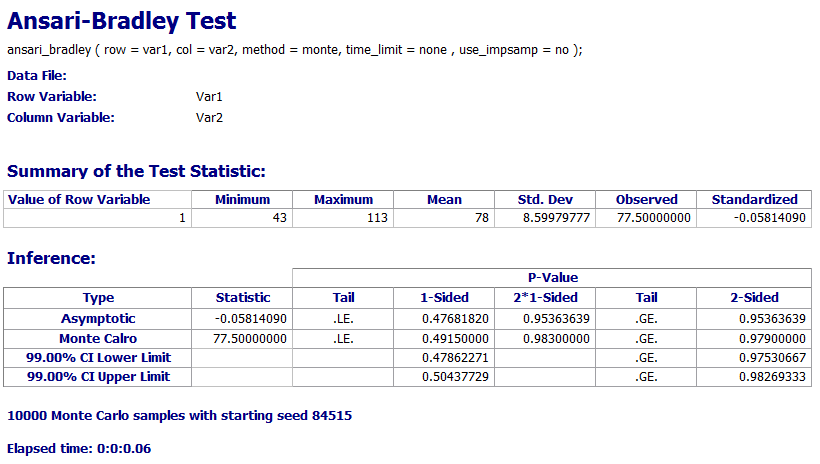 Ansari-Bradley Test
ansari_bradley ( row = var1, col = var2, method = monte, time_limit = none , use_impsamp = no );
Data File:
Row Variable: Var1
Column Variable: Var2
Summary of the Test Statistic:
Value of Row Variable Minimum Maximum Mean Std. Dev Observed Standardized
1 43 113 78 8.59979777 77.50000000 -0.05814090
Inference:
P-Value
Type Statistic Tail 1-Sided 2*1-Sided Tail 2-Sided
Asymptotic -0.05814090 .LE. 0.47681820 0.95363639 .GE. 0.95363639
Monte Calro 77.50000000 .LE. 0.49150000 0.98300000 .GE. 0.97900000
99.00% CI Lower Limit 0.47862271 .GE. 0.97530667
99.00% CI Upper Limit 0.50437729 .GE. 0.98269333
10000 Monte Carlo samples with starting seed 84515
Elapsed time: 0:0:0.06